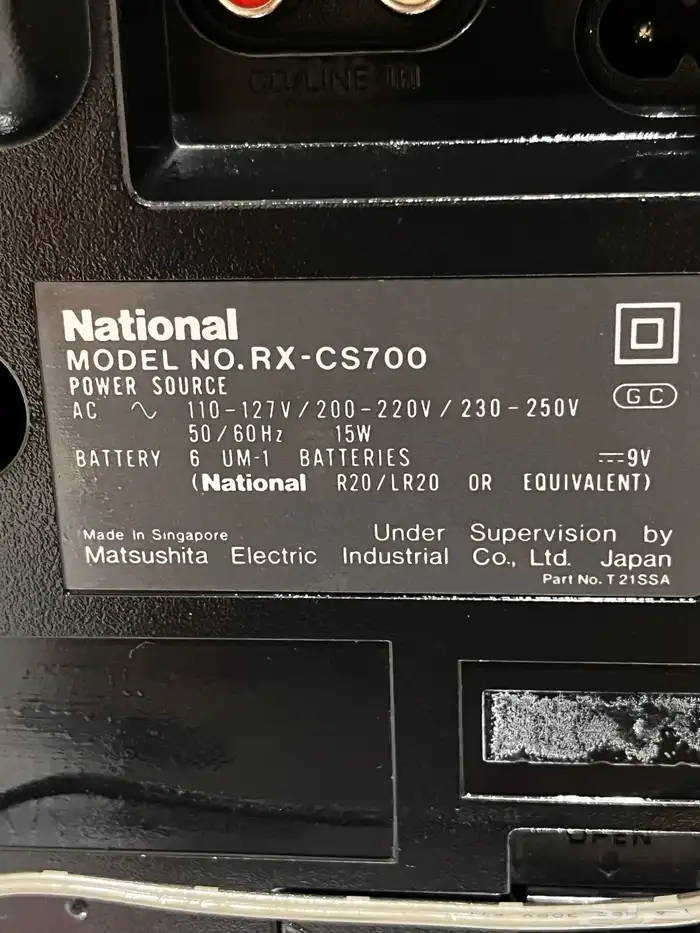 CD/LINE IN
National
MODEL NO.RX-CS700
GC
POWER SOURCE
AC ∿ 110-127V/200-220V/230-250V
50/60Hz 15W
BATTERY 6 UM-1 BATTERIES ⎓9V
(National R20/LR20 OR EQUIVALENT)
Made In Singapore Under Supervision by
Matsushita Electric Industrial Co., Ltd. Japan
Part No. T21SSA
OPEN